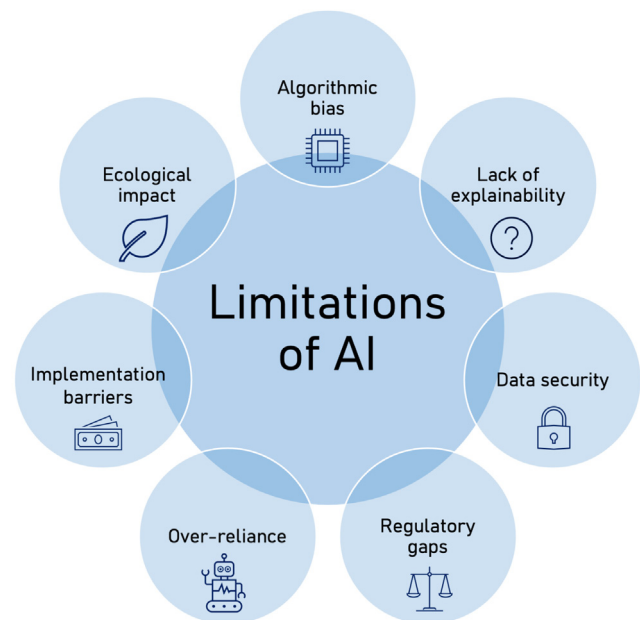 Limitations
of AI
Algorithmic
bias
Lack of
explainability
Data security
Regulatory
gaps
Over-reliance
Implementation
barriers
Ecological
impact